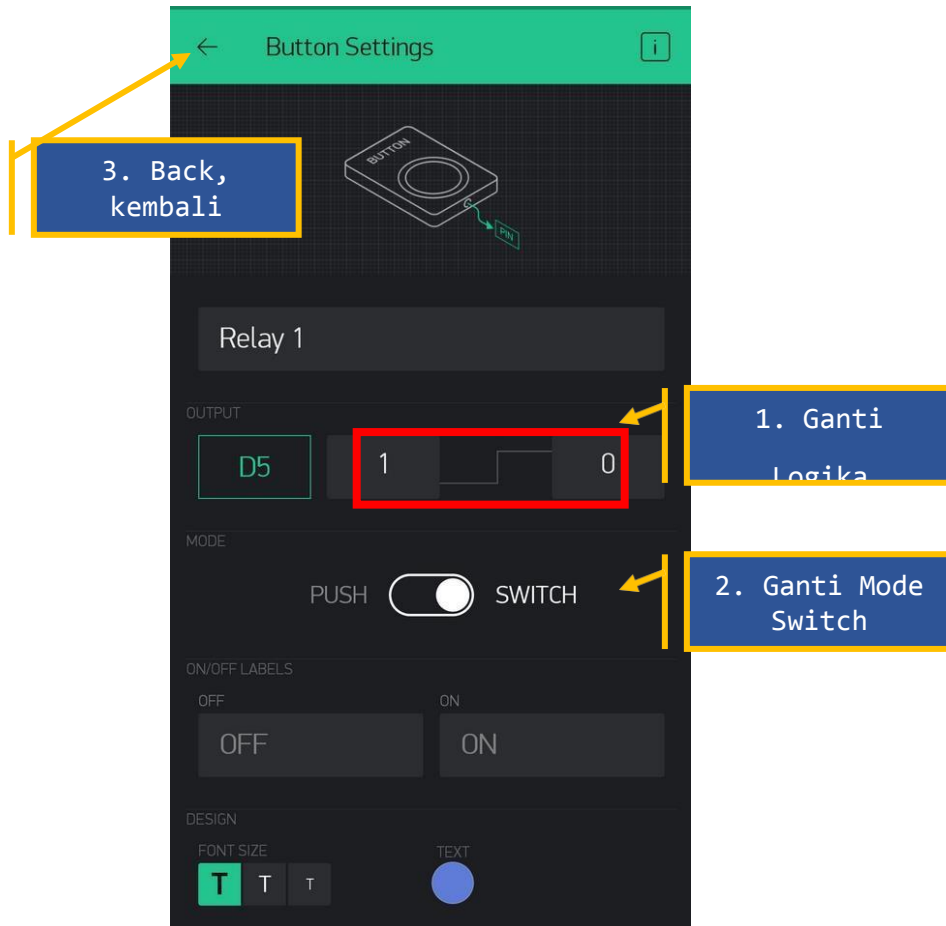 Button Settings
i
BUTTON
PIN
3. Back,
kembali
Relay 1
OUTPUT
D5
1
0
1. Ganti
Logika
MODE
PUSH
SWITCH
2. Ganti Mode
Switch
ON/OFF LABELS
OFF
ON
OFF
ON
DESIGN
FONT SIZE
TEXT
T
T
T